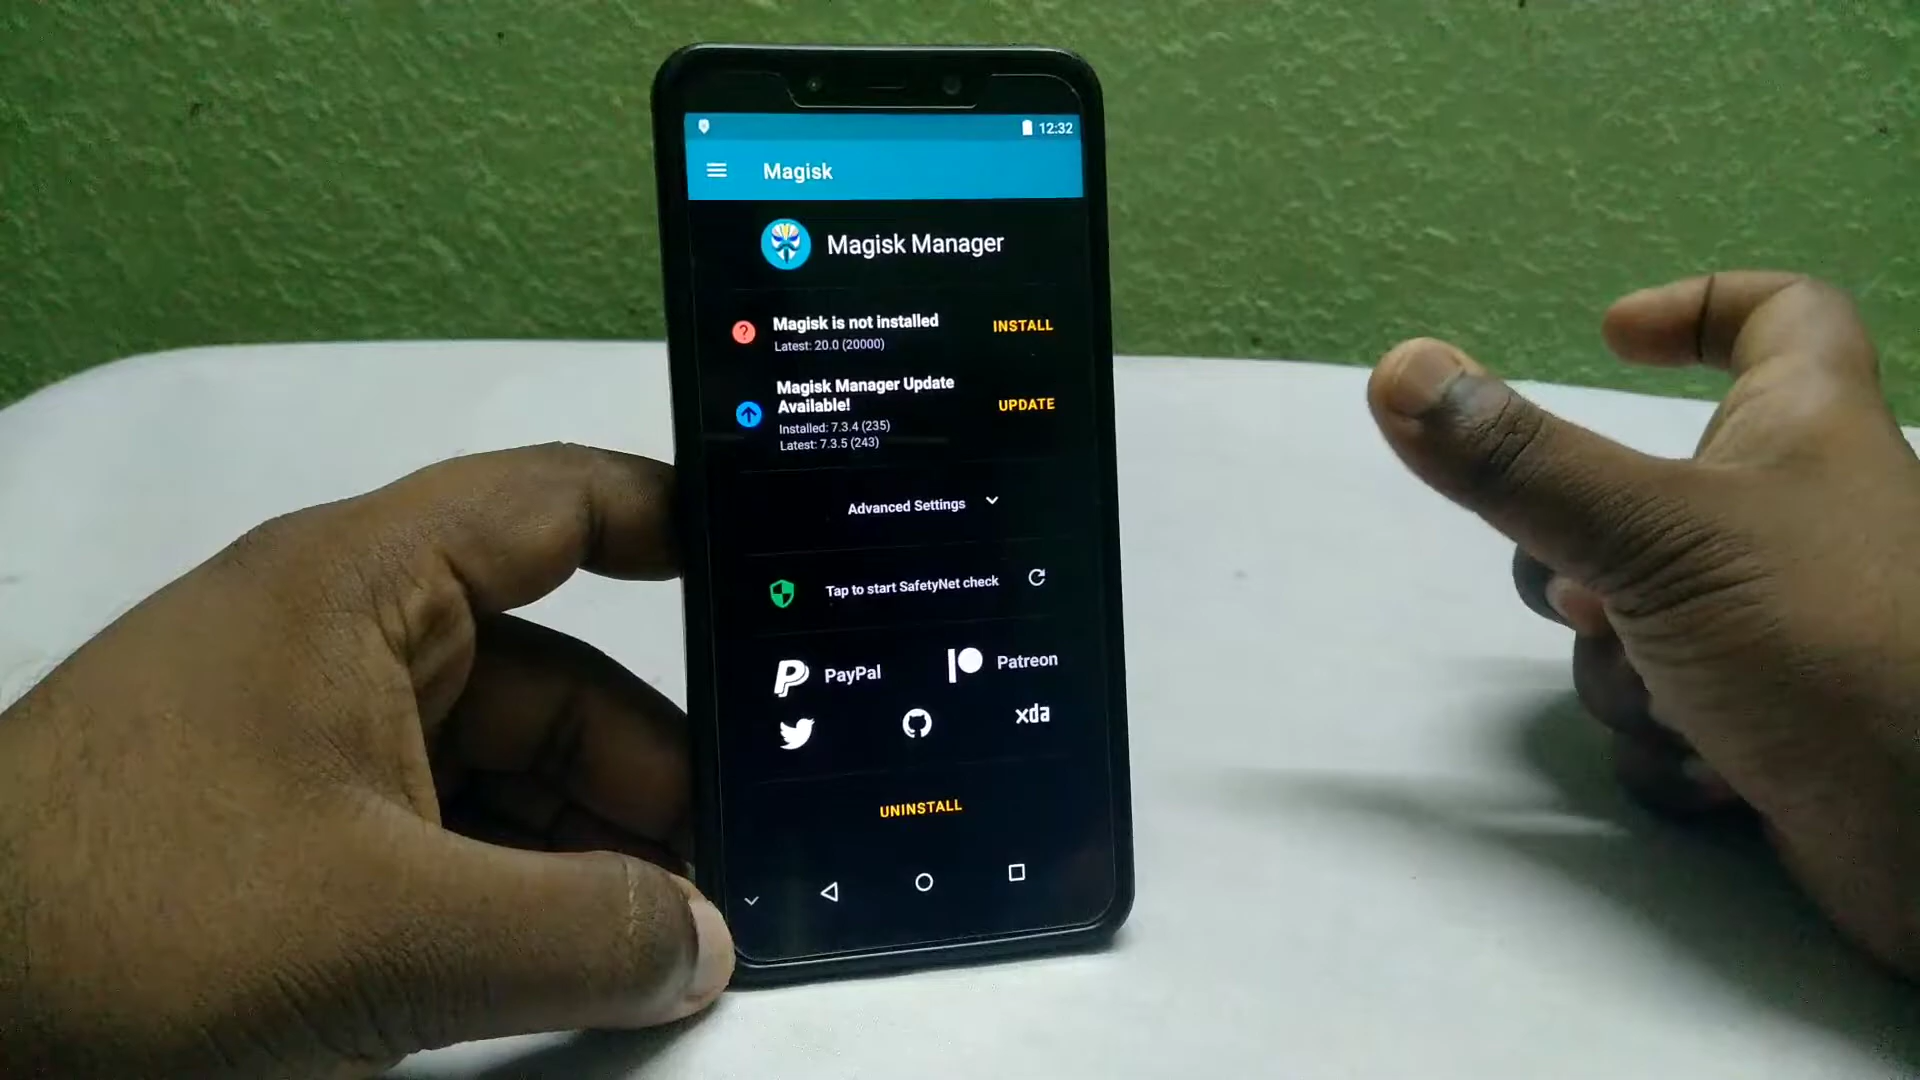 12:32
Magisk
Magisk Manager
Magisk is not installed
INSTALL
Latest: 20.0 (20000)
Magisk Manager Update
Available!
UPDATE
Installed: 7.3.4 (235)
Latest: 7.3.5 (243)
Advanced Settings
Tap to start SafetyNet check
PayPal
Patreon
xda
UNINSTALL